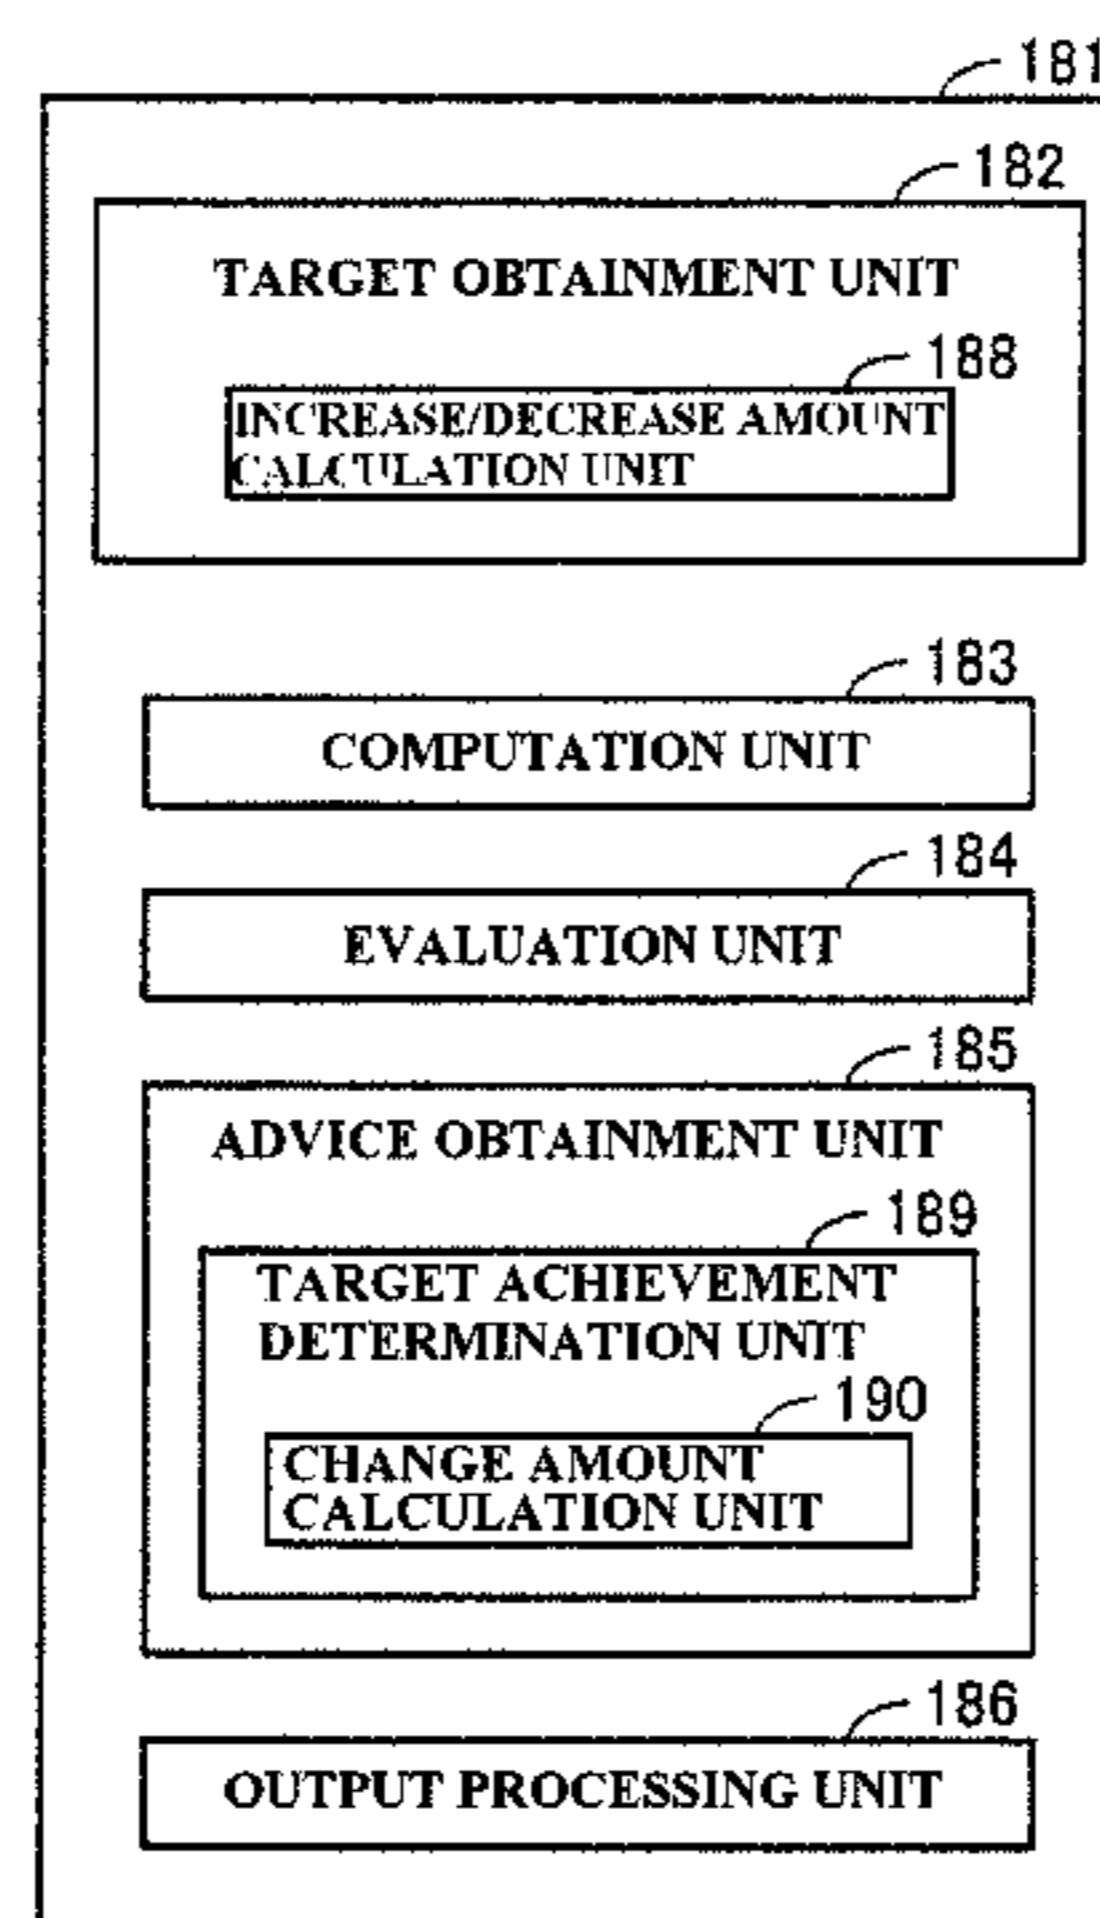 181
182
TARGET OBTAINMENT UNIT
188
INCREASE/DECREASE AMOUNT
CALCULATION UNIT
183
COMPUTATION UNIT
184
EVALUATION UNIT
185
ADVICE OBTAINMENT UNIT
189
TARGET ACHIEVEMENT
DETERMINATION UNIT
190
CHANGE AMOUNT
CALCULATION UNIT
186
OUTPUT PROCESSING UNIT